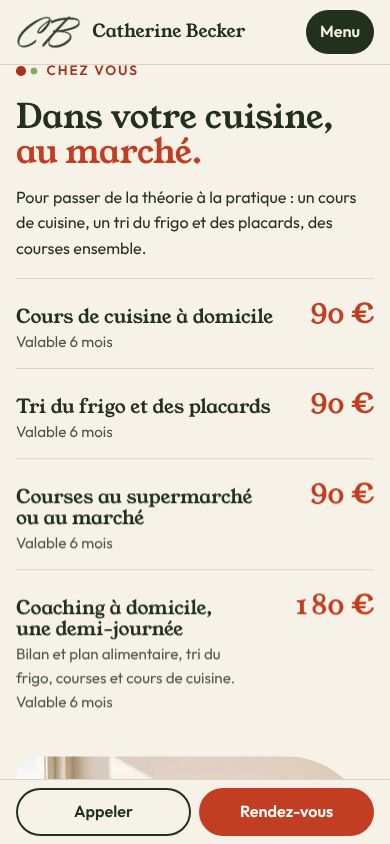 CB Catherine Becker
Menu
CHEZ VOUS
Dans votre cuisine,
au marché.
Pour passer de la théorie à la pratique : un cours
de cuisine, un tri du frigo et des placards, des
courses ensemble.
Cours de cuisine à domicile
90 €
Valable 6 mois
Tri du frigo et des placards
90 €
Valable 6 mois
Courses au supermarché
ou au marché
90 €
Valable 6 mois
Coaching à domicile,
une demi-journée
180 €
Bilan et plan alimentaire, tri du
frigo, courses et cours de cuisine.
Valable 6 mois
Appeler
Rendez-vous